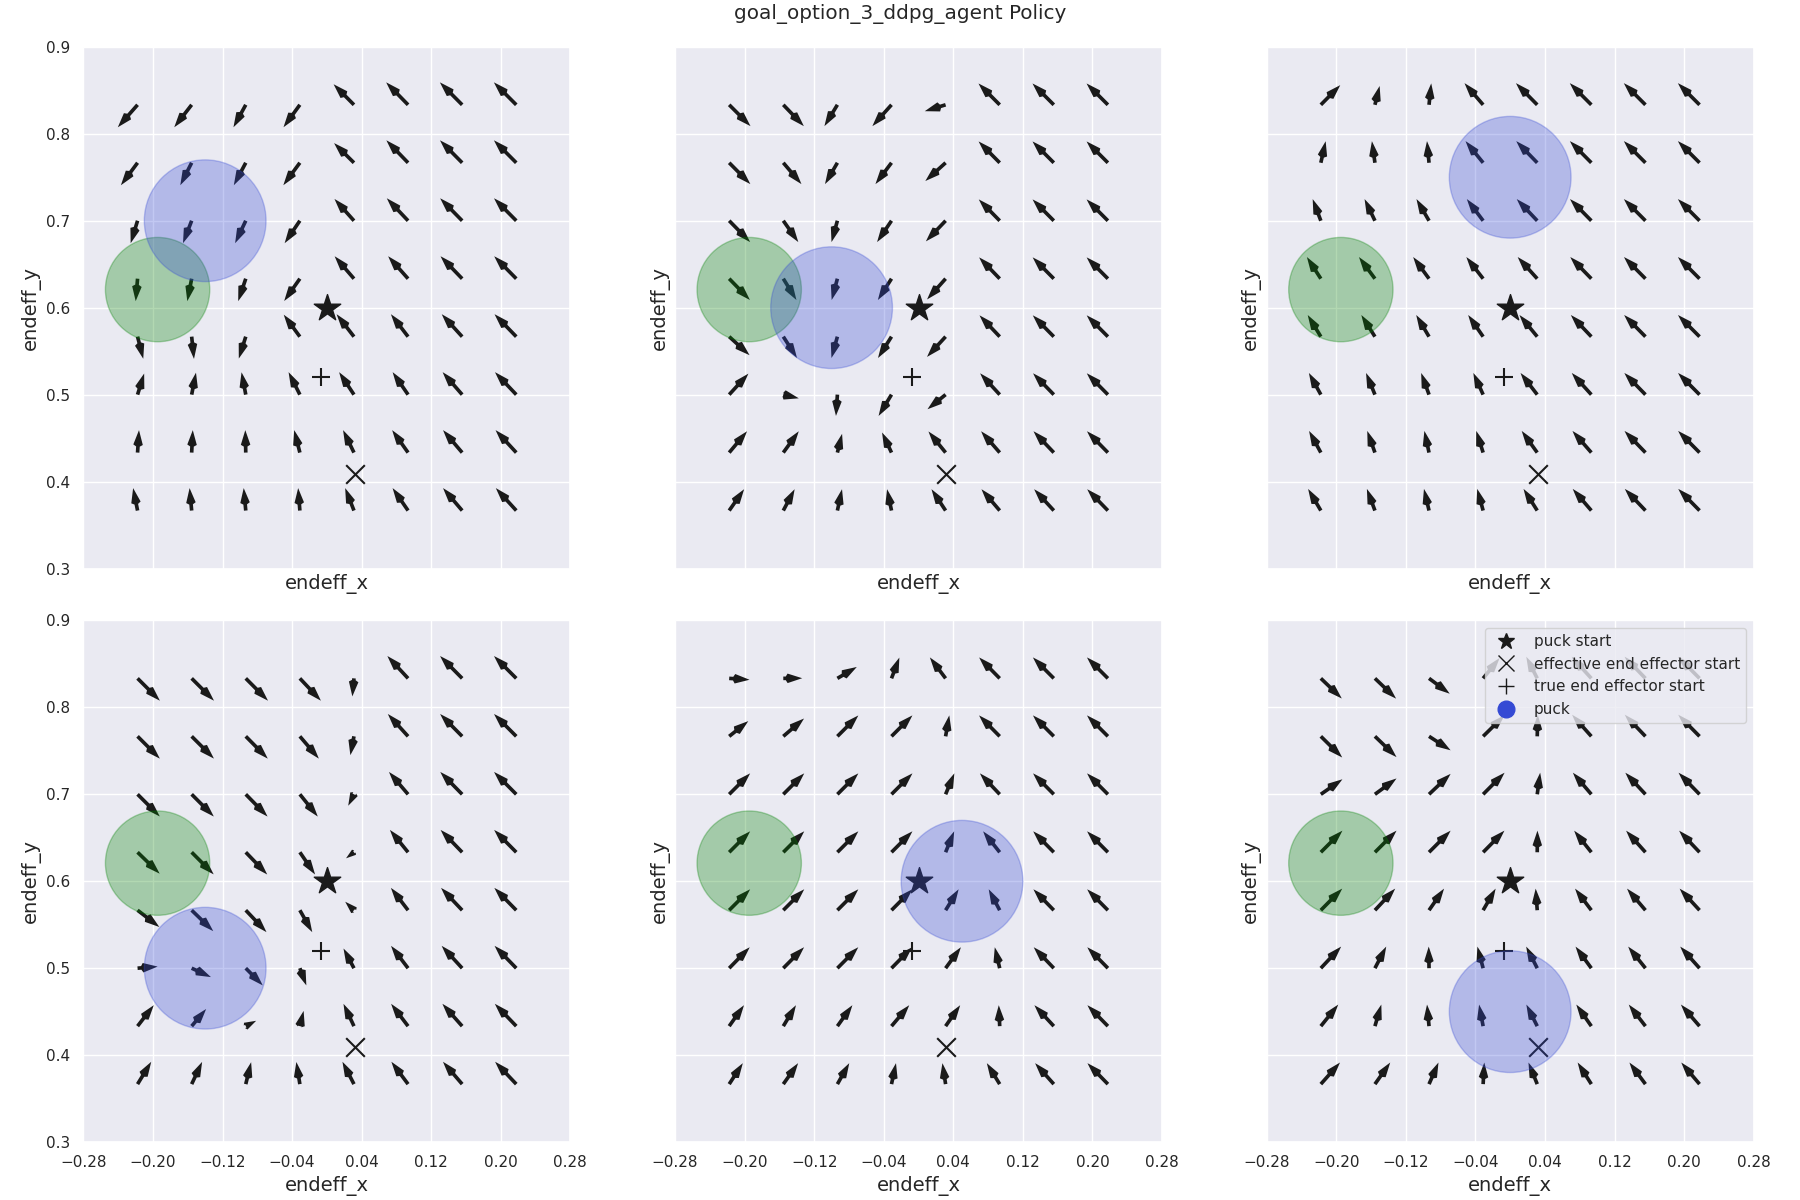 goal_option_3_ddpg_agent Policy
0.9
0.8
0.7
0.6
0.5
0.4
0.3
endeff_y
endeff_x
endeff_y
endeff_x
endeff_y
endeff_x
0.9
0.8
0.7
0.6
0.5
0.4
0.3
endeff_y
−0.28 −0.20 −0.12 −0.04 0.04 0.12 0.20 0.28
endeff_x
endeff_y
−0.28 −0.20 −0.12 −0.04 0.04 0.12 0.20 0.28
endeff_x
puck start
effective end effector start
true end effector start
puck
endeff_y
−0.28 −0.20 −0.12 −0.04 0.04 0.12 0.20 0.28
endeff_x